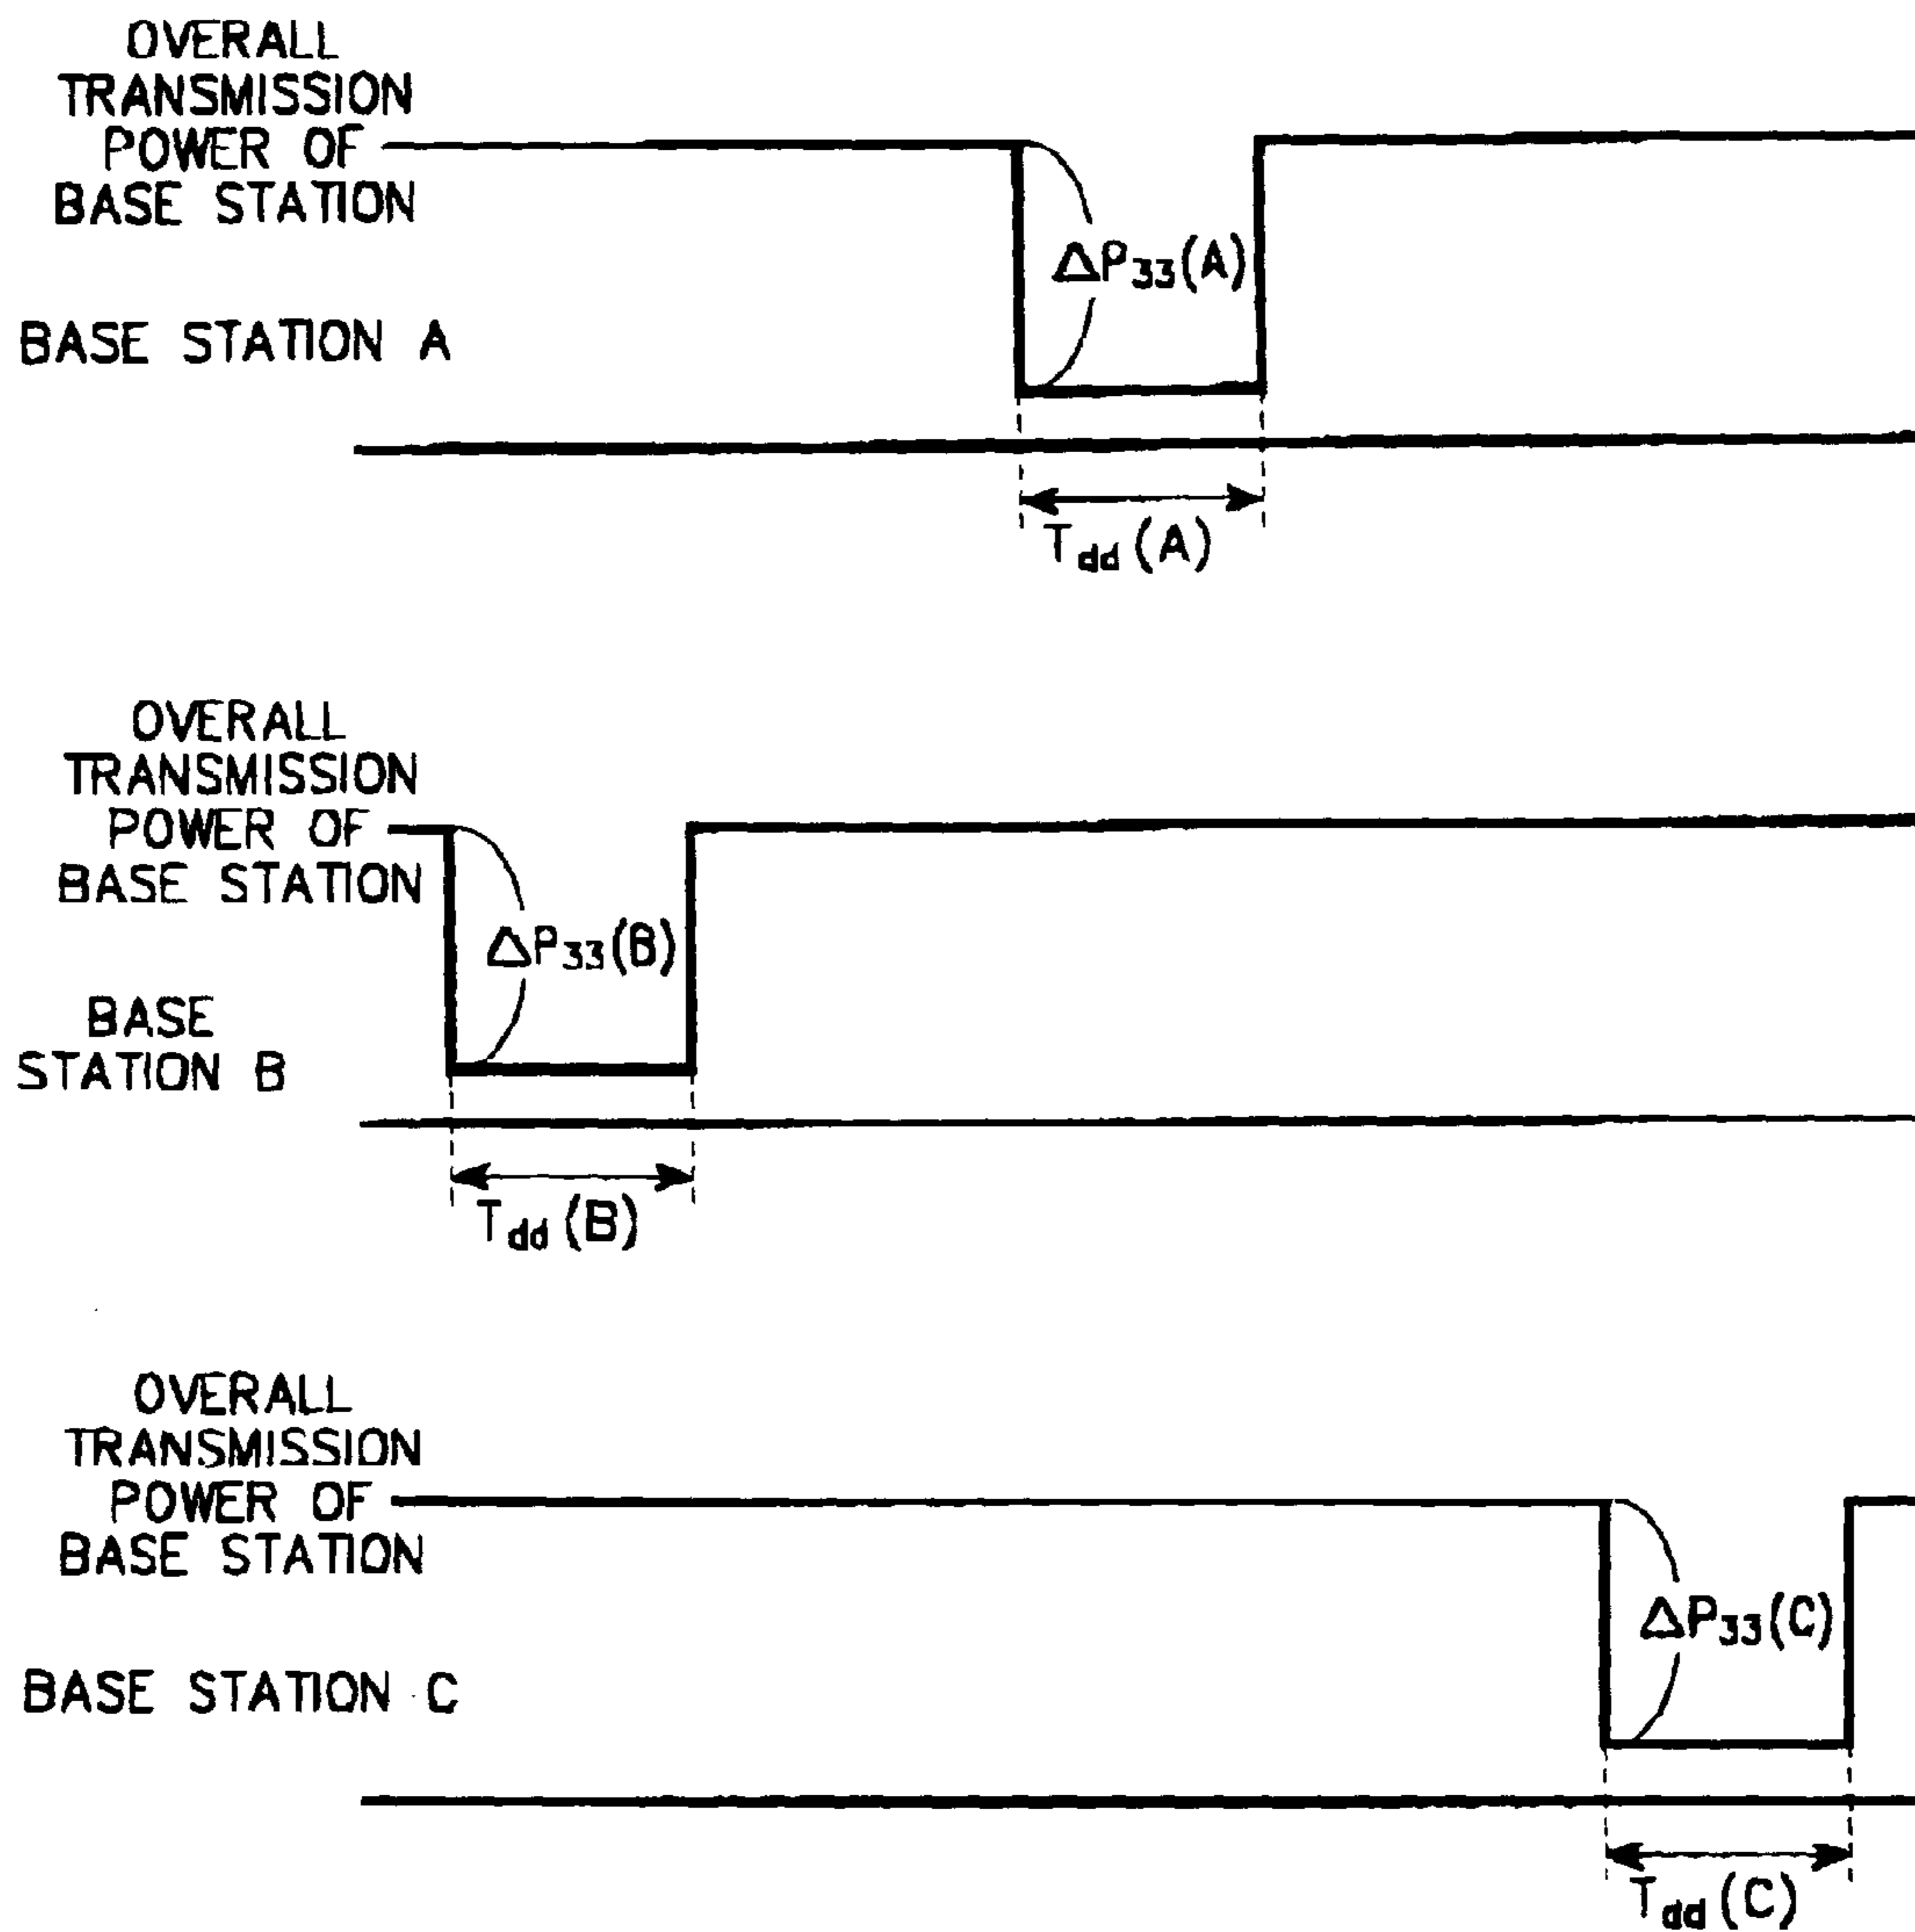 OVERALL
TRANSMISSION
POWER OF
BASE STATION
ΔP33(A)
BASE STATION A
Tdd(A)
OVERALL
TRANSMISSION
POWER OF
BASE STATION
ΔP33(B)
BASE
STATION B
Tdd(B)
OVERALL
TRANSMISSION
POWER OF
BASE STATION
ΔP33(C)
BASE STATION C
Tdd(C)